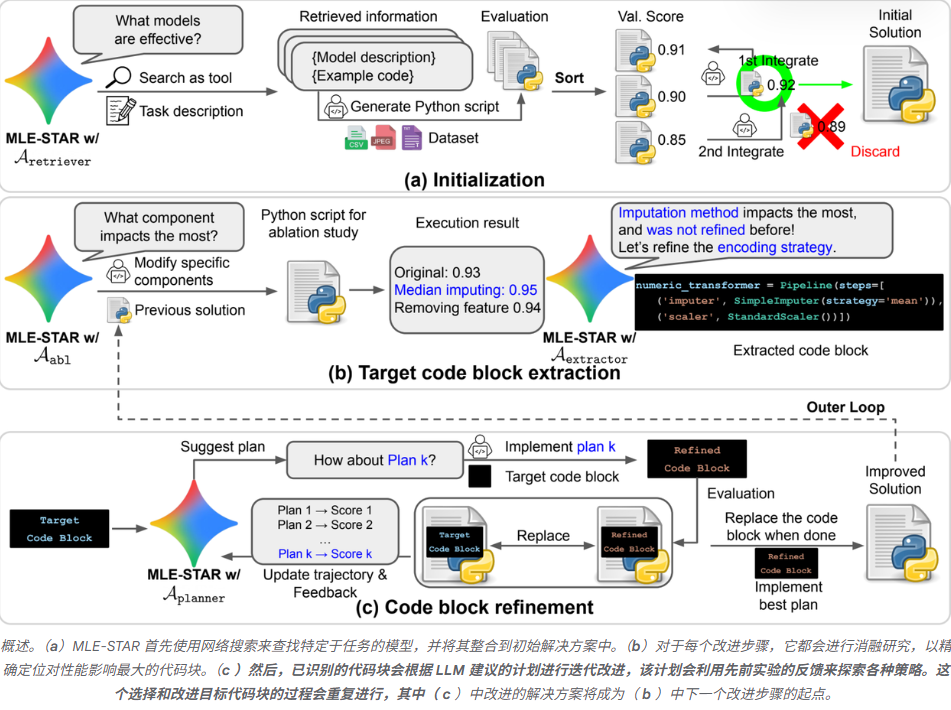 What models
are effective?
Search as tool
Task description
MLE-STAR w/
𝒜retriever
Retrieved information
{Model description}
{Example code}
Generate Python script
CSV
JPEG
Dataset
Evaluation
Sort
Val. Score
0.91
0.90
0.85
1st Integrate
0.92
2nd Integrate
0.89
Discard
Initial
Solution
(a) Initialization
What component
impacts the most?
Modify specific
components
Previous solution
MLE-STAR w/
𝒜abl
Python script for
ablation study
Execution result
Original: 0.93
Median imputing: 0.95
Removing feature 0.94
Imputation method impacts the most,
and was not refined before!
Let's refine the encoding strategy.
MLE-STAR w/
𝒜extractor
numeric_transformer = Pipeline(steps=[
('imputer', SimpleImputer(strategy='mean')),
('scaler', StandardScaler())])
Extracted code block
(b) Target code block extraction
Outer Loop
Suggest plan
How about Plan k?
Implement plan k
Target code block
Refined
Code Block
Evaluation
Target
Code Block
MLE-STAR w/
𝒜planner
Plan 1 → Score 1
Plan 2 → Score 2
...
Plan k → Score k
Update trajectory &
Feedback
Target
Code Block
Replace
Refined
Code Block
Replace the code
block when done
Refined
Code Block
Implement
best plan
Improved
Solution
(c) Code block refinement
概述。（a）MLE-STAR 首先使用网络搜索来查找特定于任务的模型，并将其整合到初始解决方案中。（b）对于每个改进步骤，它都会进行消融研究，以精
确定位对性能影响最大的代码块。（c ）然后，已识别的代码块会根据 LLM 建议的计划进行迭代改进，该计划会利用先前实验的反馈来探索各种策略。这
个选择和改进目标代码块的过程会重复进行，其中（ c ）中改进的解决方案将成为（ b ）中下一个改进步骤的起点。